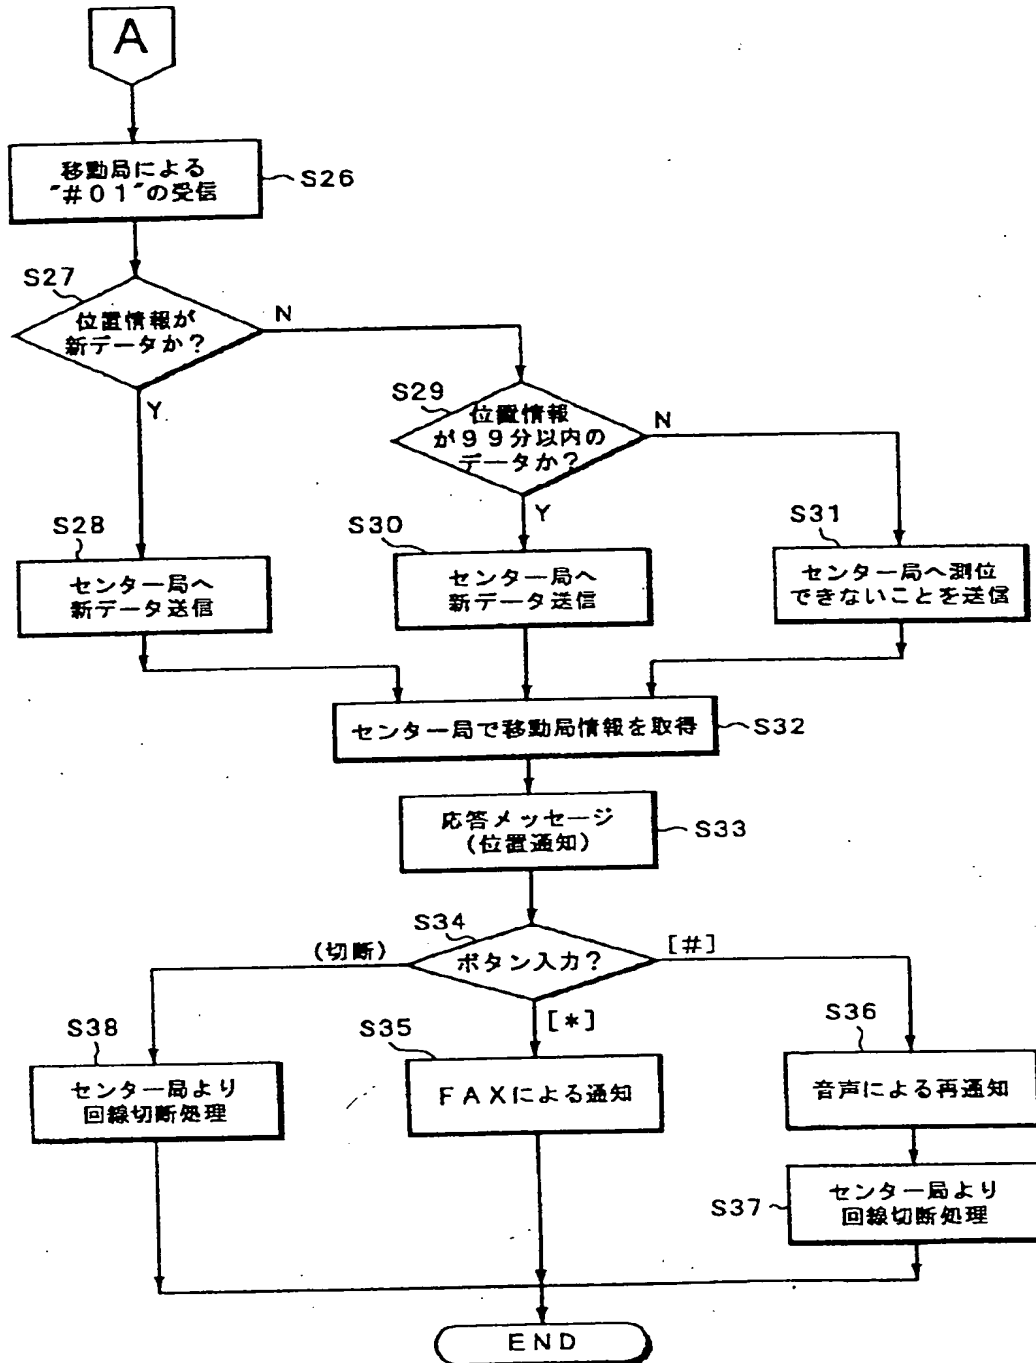 A
移動局による
"#01"の受信
S26
S27
位置情報が
新データか?
N
Y
S29
位置情報
が99分以内の
データか?
N
Y
S28
センター局へ
新データ送信
S30
センター局へ
新データ送信
S31
センター局へ測位
できないことを送信
センター局で移動局情報を取得
S32
応答メッセージ
(位置通知)
S33
S34
ボタン入力?
(切断)
[#]
[*]
S38
センター局より
回線切断処理
S35
FAXによる通知
S36
音声による再通知
S37
センター局より
回線切断処理
END